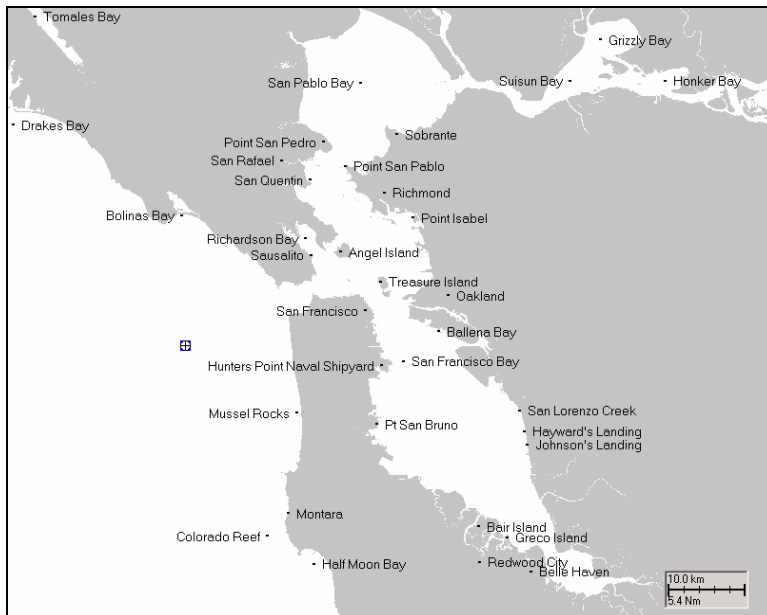 Tomales Bay
Grizzly Bay
San Pablo Bay
Suisun Bay
Honker Bay
Drakes Bay
Sobrante
Point San Pedro
San Rafael
Point San Pablo
San Quentin
Richmond
Bolinas Bay
Point Isabel
Richardson Bay
Angel Island
Sausalito
Treasure Island
Oakland
San Francisco
Ballena Bay
Hunters Point Naval Shipyard
San Francisco Bay
Mussel Rocks
San Lorenzo Creek
Pt San Bruno
Hayward's Landing
Johnson's Landing
Montara
Bair Island
Colorado Reef
Greco Island
Half Moon Bay
Redwood City
Belle Haven
10.0 km
5.4 Nm